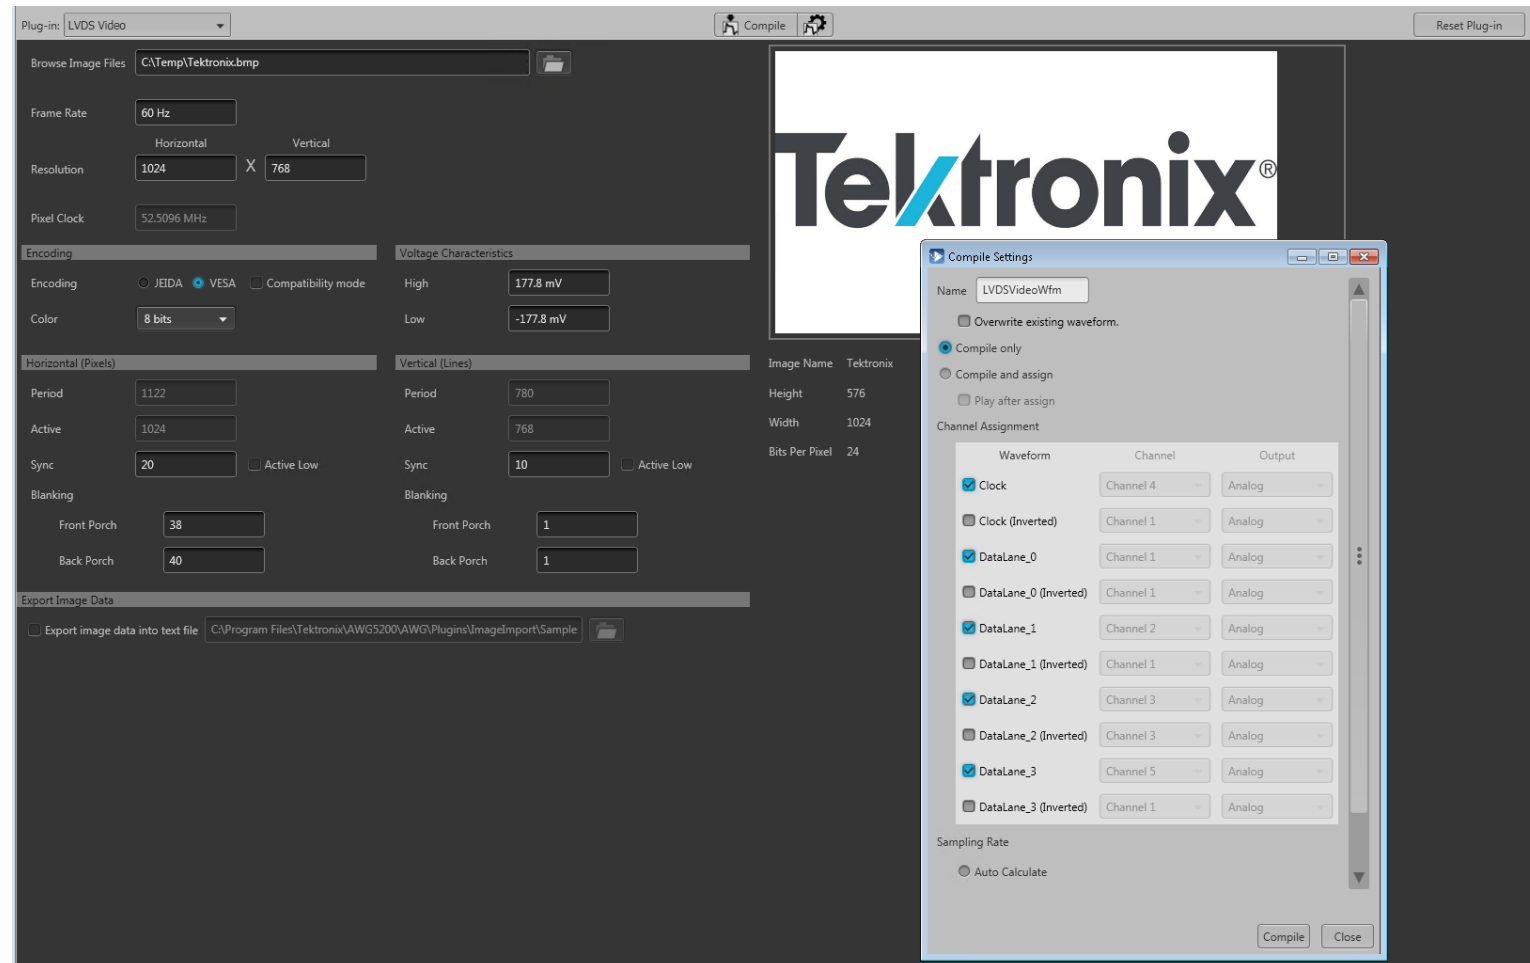 Plug-in: LVDS Video
Compile
Reset Plug-in
Browse Image Files C:\Temp\Tektronix.bmp
Frame Rate 60 Hz
Horizontal Vertical
Resolution 1024 X 768
Pixel Clock 52.5096 MHz
Encoding
Encoding JEIDA VESA Compatibility mode
Color 8 bits
Voltage Characteristics
High 177.8 mV
Low -177.8 mV
Horizontal (Pixels)
Period 1122
Active 1024
Sync 20 Active Low
Blanking
Front Porch 38
Back Porch 40
Vertical (Lines)
Period 780
Active 768
Sync 10 Active Low
Blanking
Front Porch 1
Back Porch 1
Export Image Data
Export image data into text file C:\Program Files\Tektronix\AWG5200\AWG\Plugins\ImageImport\Sample
Tektronix®
Image Name Tektronix
Height 576
Width 1024
Bits Per Pixel 24
Compile Settings
Name LVDSVideoWfm
Overwrite existing waveform.
Compile only
Compile and assign
Play after assign
Channel Assignment
Waveform Channel Output
Clock Channel 4 Analog
Clock (Inverted) Channel 1 Analog
DataLane_0 Channel 1 Analog
DataLane_0 (Inverted) Channel 1 Analog
DataLane_1 Channel 2 Analog
DataLane_1 (Inverted) Channel 1 Analog
DataLane_2 Channel 3 Analog
DataLane_2 (Inverted) Channel 3 Analog
DataLane_3 Channel 5 Analog
DataLane_3 (Inverted) Channel 1 Analog
Sampling Rate
Auto Calculate
Compile Close